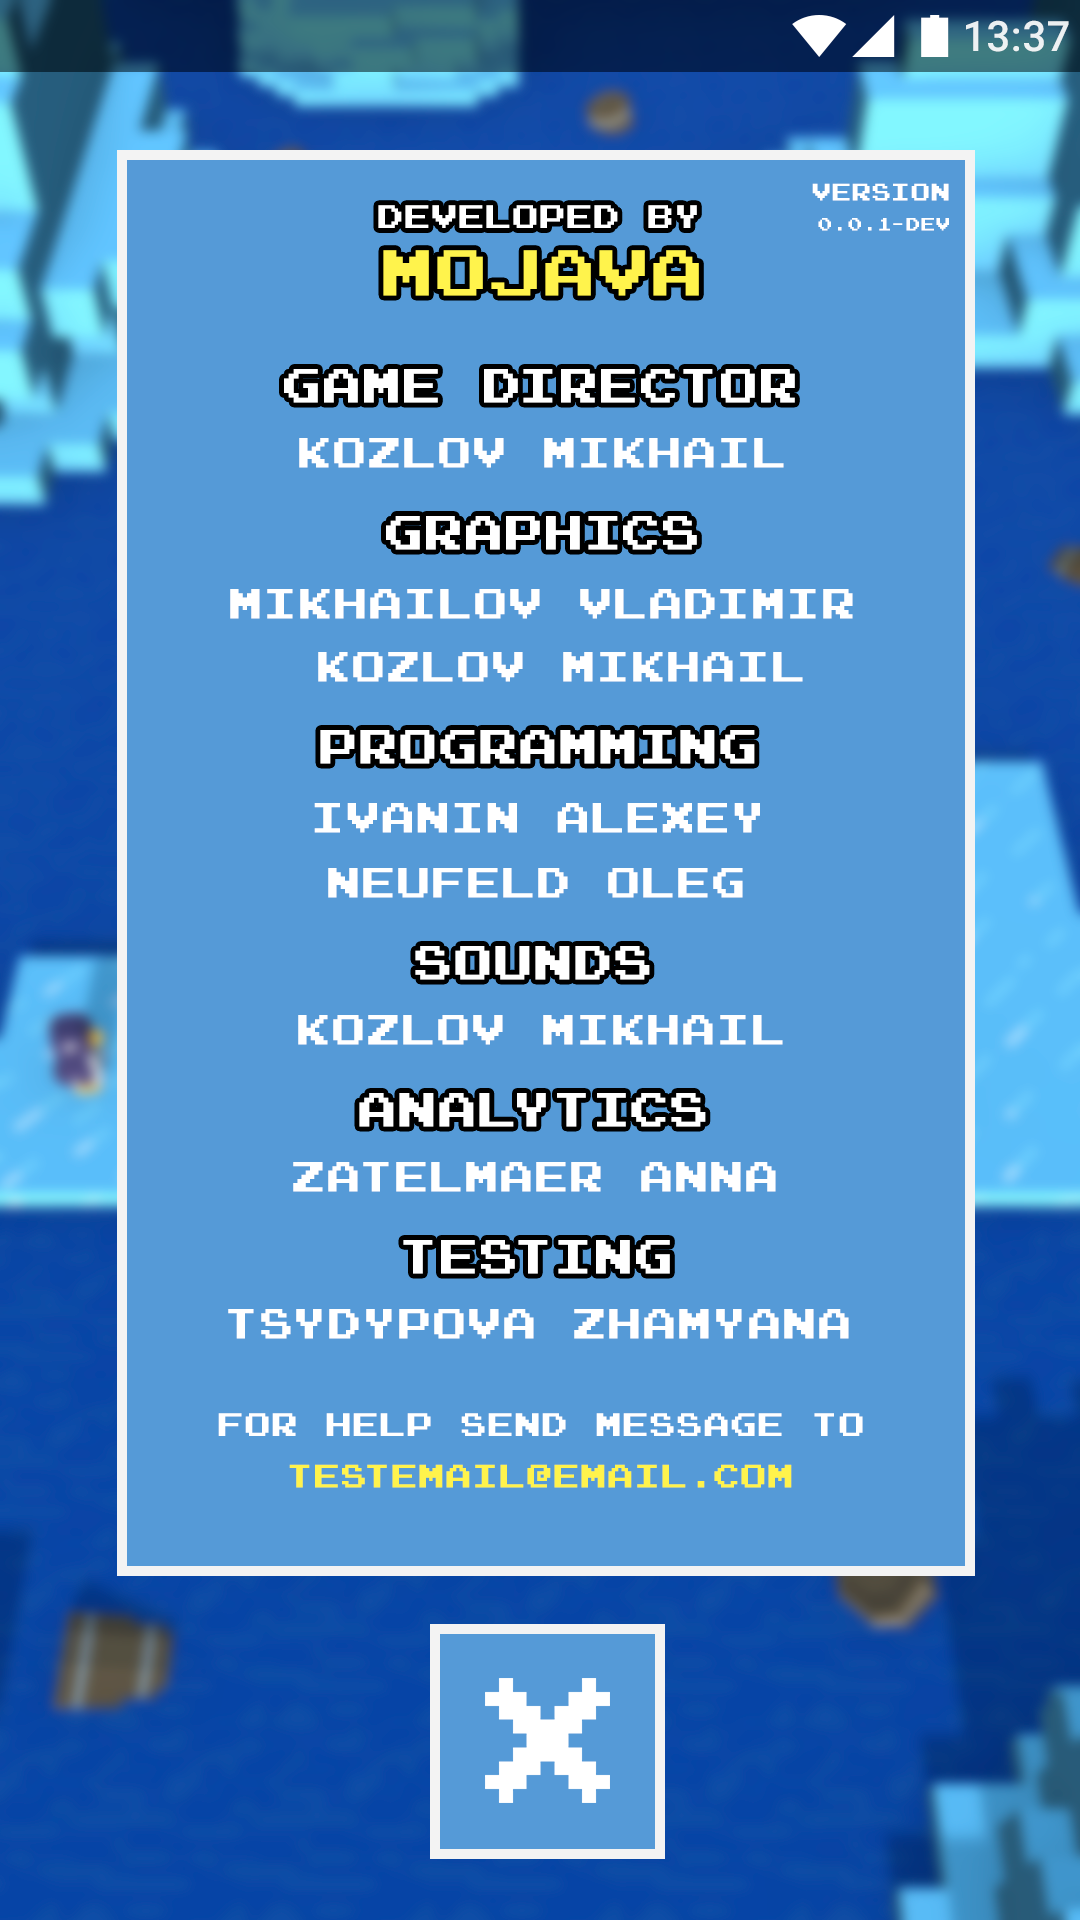 13:37
VERSION
0.0.1-DEV
DEVELOPED BY
MOJAVA
GAME DIRECTOR
KOZLOV MIKHAIL
GRAPHICS
MIKHAILOV VLADIMIR
KOZLOV MIKHAIL
PROGRAMMING
IVANIN ALEXEY
NEUFELD OLEG
SOUNDS
KOZLOV MIKHAIL
ANALYTICS
ZATELMAER ANNA
TESTING
TSYDYPOVA ZHAMYANA
FOR HELP SEND MESSAGE TO
TESTEMAIL@EMAIL.COM